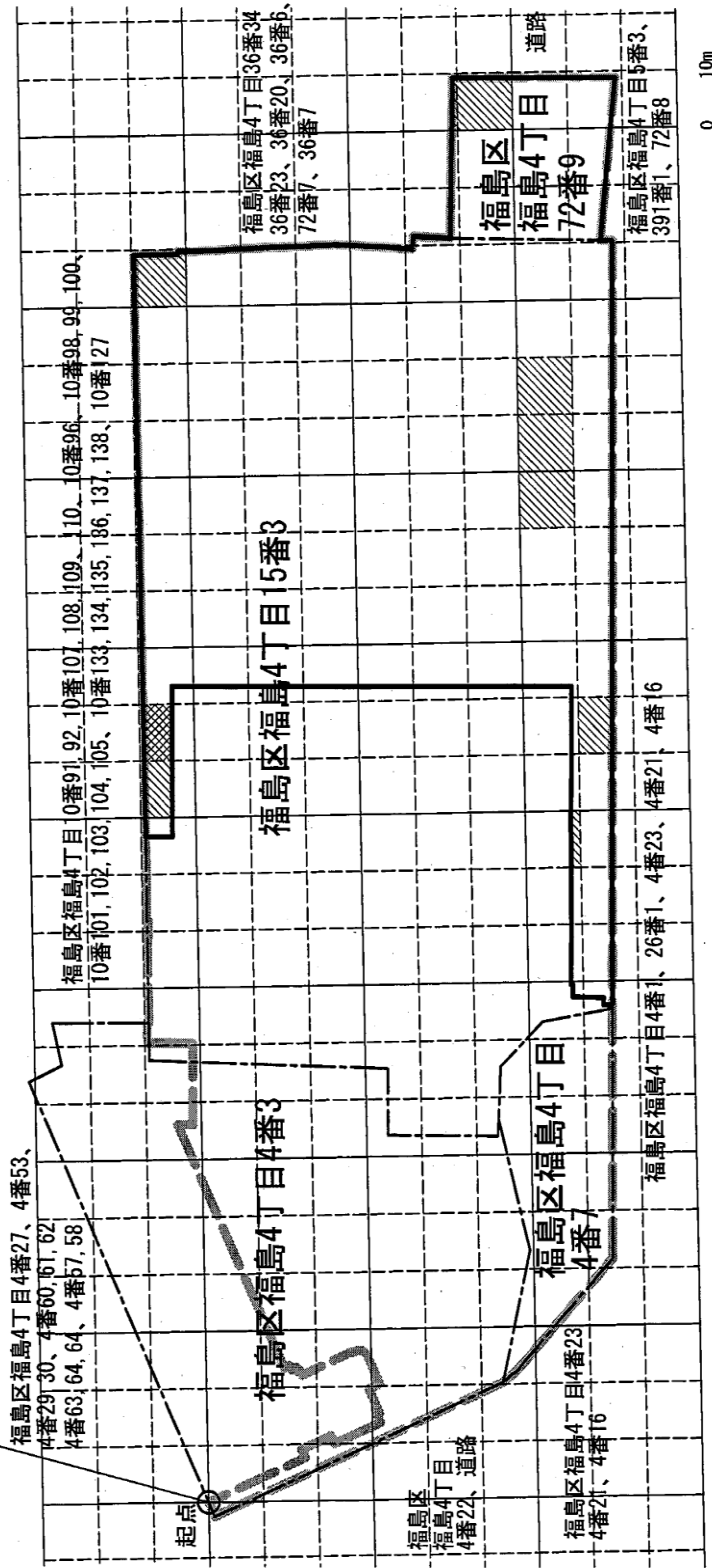 福島区福島4丁目4番27、4番53、
4番29,30、4番60,61,62
4番63,64,64、4番57,58
起点
福島区福島4丁目4番3
福島区
福島4丁目
4番22、道路
福島区福島4丁目4番23
4番21、4番16
福島区福島4丁目
4番7
福島区福島4丁目10番91,92,10番107,108,109、110、10番96、10番98,99,100、
10番101,102,103,104,105、10番133,134,135,136,137,138、10番127
福島区福島4丁目15番3
福島区福島4丁目4番1、26番1、4番23、4番21、4番16
福島区福島4丁目36番34
36番23、36番20、36番6、
72番7、36番7
福島区
福島4丁目
72番9
道路
福島区福島4丁目5番3、
391番1、72番8
0 10m